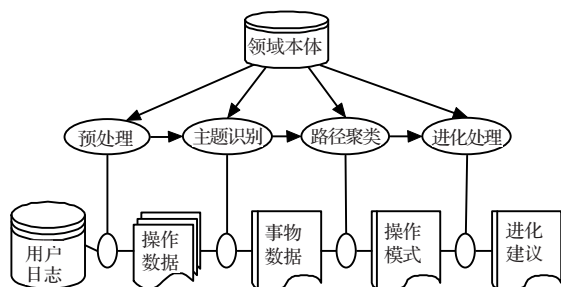 领域本体
预处理
主题识别
路径聚类
进化处理
用户
日志
操作
数据
事物
数据
操作
模式
进化
建议